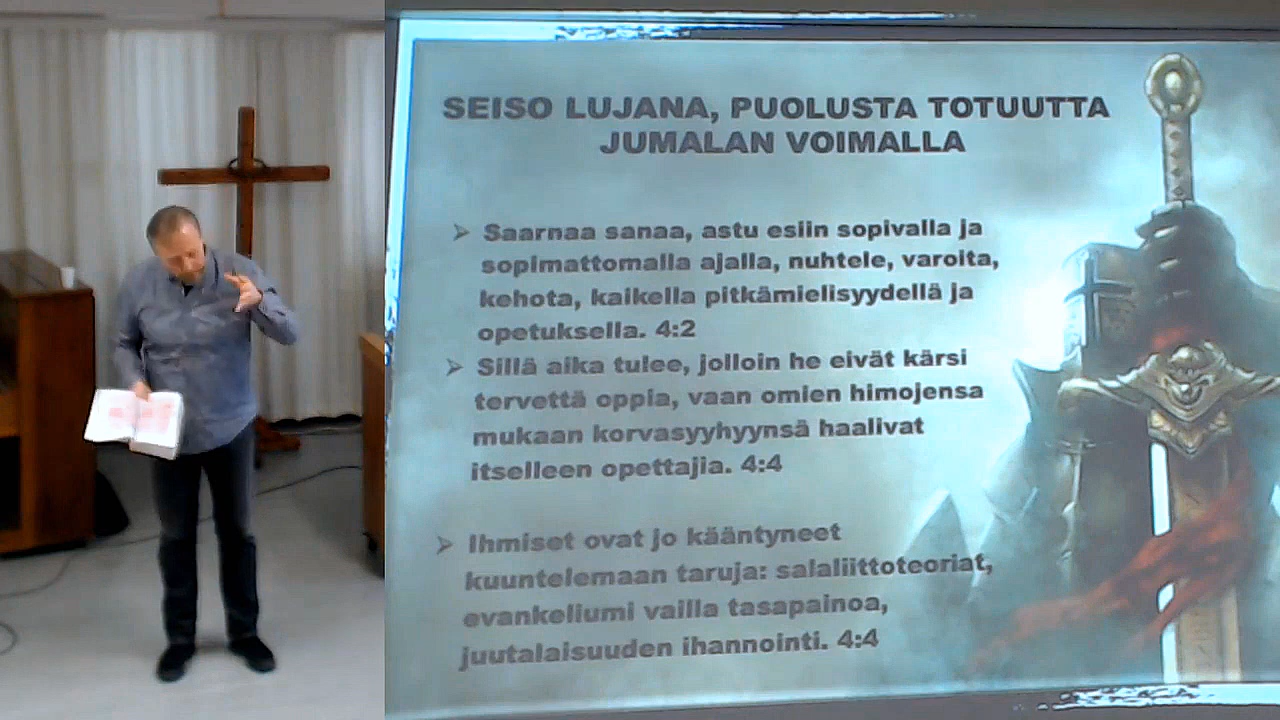 SEISO LUJANA, PUOLUSTA TOTUUTTA
JUMALAN VOIMALLA
➢ Saarnaa sanaa, astu esiin sopivalla ja
sopimattomalla ajalla, nuhtele, varoita,
kehota, kaikella pitkämielisyydellä ja
opetuksella. 4:2
➢ Sillä aika tulee, jolloin he eivät kärsi
tervettä oppia, vaan omien himojensa
mukaan korvasyyhyynsä haalivat
itselleen opettajia. 4:4
➢ Ihmiset ovat jo kääntyneet
kuuntelemaan taruja: salaliittoteoriat,
evankeliumi vailla tasapainoa,
juutalaisuuden ihannointi. 4:4